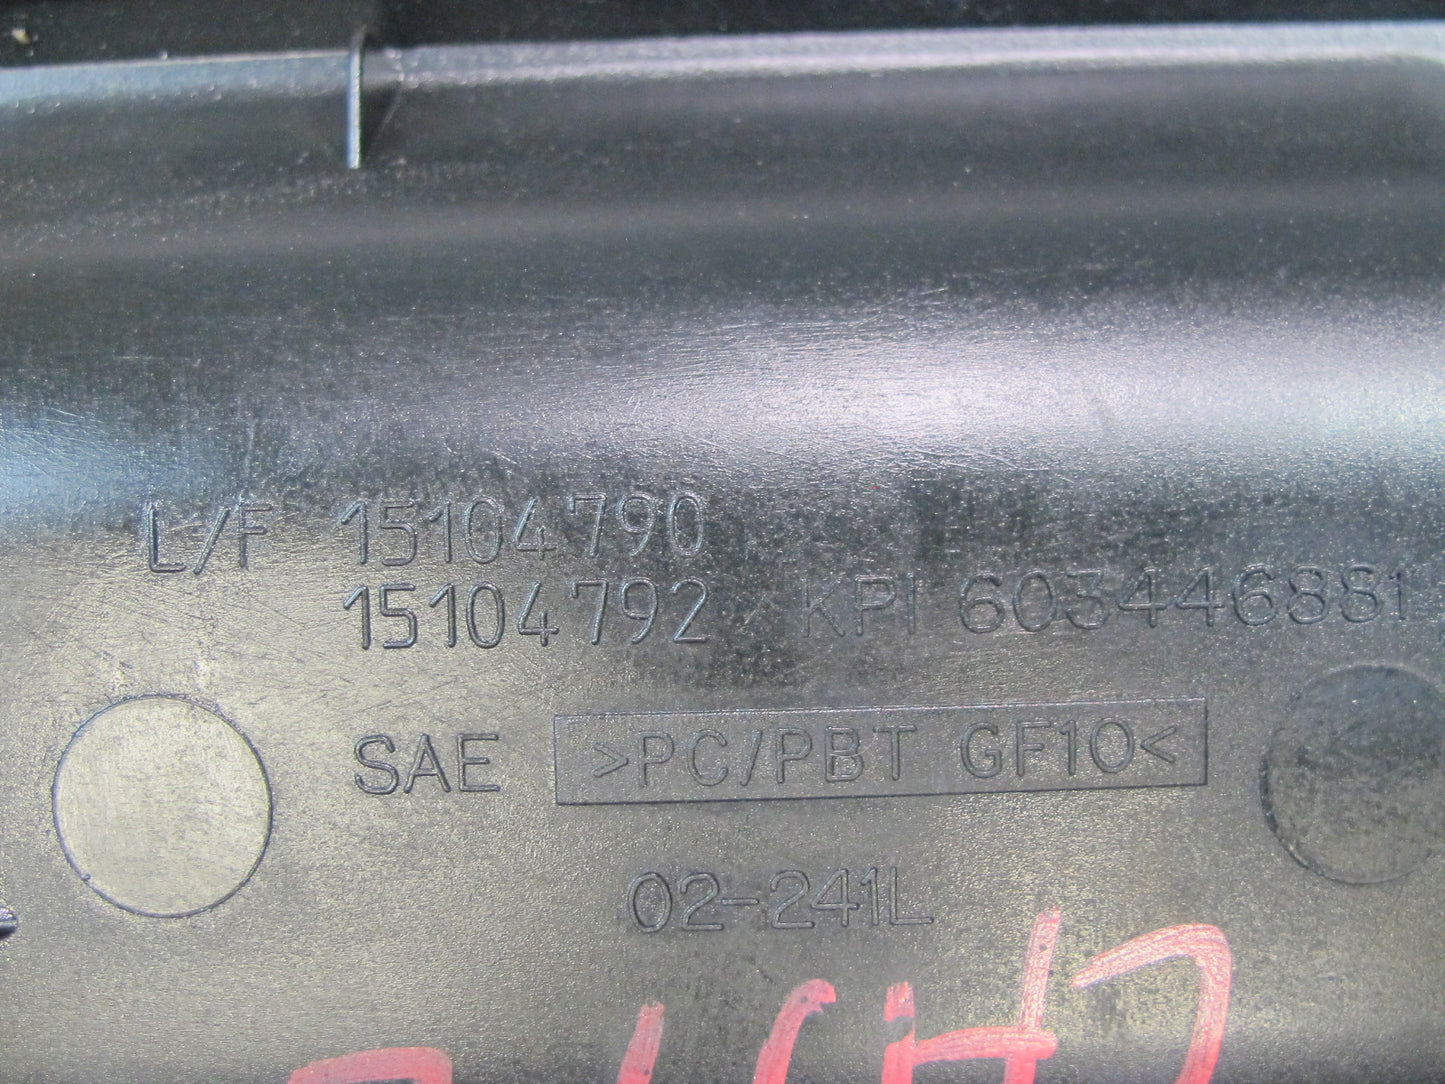 L/F 15104790
15104792 KPI 603446881
SAE >PC/PBT GF10<
02-241L